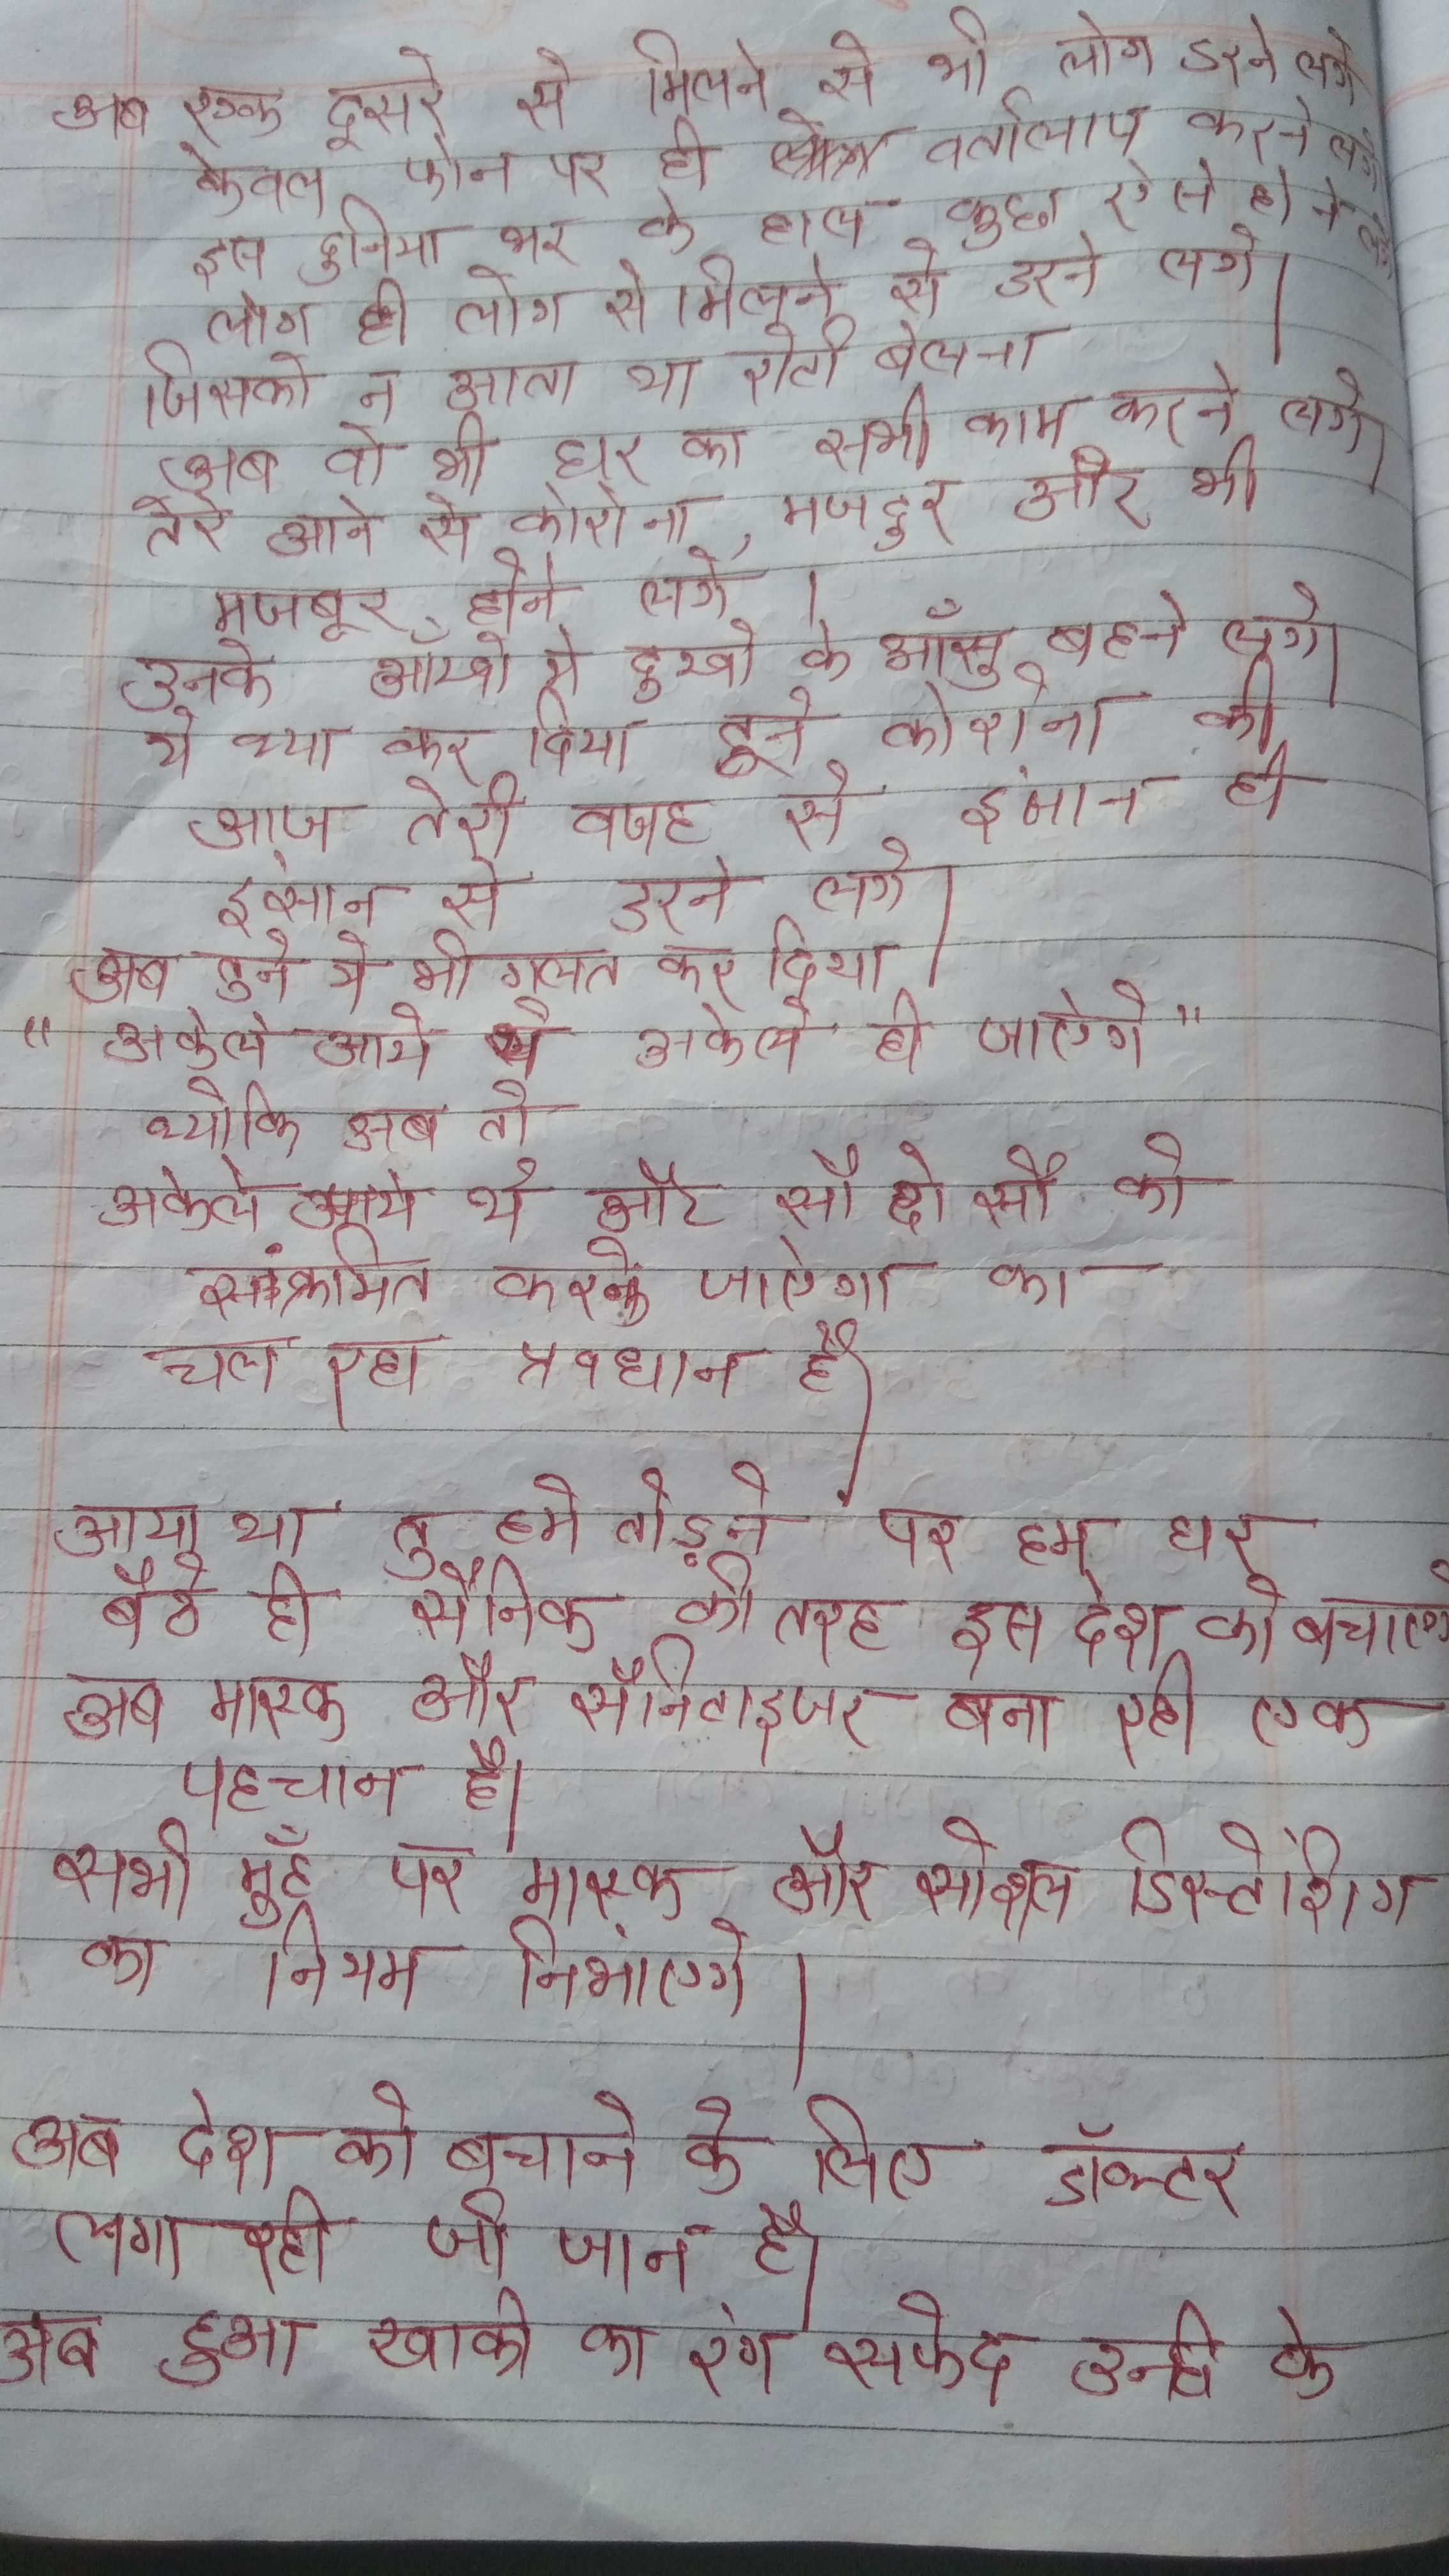 अब एक दूसरे से मिलने से भी लोग डरने लगे
केवल फोन पर ही वर्तालाप करने लगे
इस दुनिया भर के हाल कुछ ऐसे होने लगे
लोग ही लोग से मिलने से डरने लगे।
जिसको न आता था रोटी बेलना
अब वो भी घर का सभी काम करने लगे।
तेरे आने से कोरोना, मजदुर और भी
मजबूर होने लगे।
उनके आँखो से दुखो के आँसु बहने लगे।
ये क्या कर दिया तूने कोरोना की
आज तेरी वजह से इंसान ही
इंसान से डरने लगे।
अब तुने ये भी गलत कर दिया।
"अकेले आये थे अकेले ही जाएंगे"
क्योकि अब तो
अकेले आये थे और सौ दो सौ को
संक्रमित करके जाऐगा का
चल रहा प्रवधान है।
आया था तु हमे तोड़ने पर हम घर
बैठे ही सैनिक की तरह इस देश को बचाएगे
अब मास्क और सैनिटाइजर बना रही एक
पहचान है।
सभी मुँह पर मास्क और सोशल डिस्टेंशिग
का नियम निभांएगे।
अब देश को बचाने के लिए डॉक्टर
लगा रही जी जान है।
अब हुआ खाकी का रंग सफेद उन्ही के